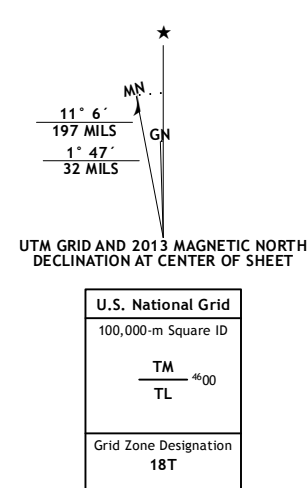 ★
MN
11° 6´
197 MILS
GN
1° 47´
32 MILS
UTM GRID AND 2013 MAGNETIC NORTH
DECLINATION AT CENTER OF SHEET
U.S. National Grid
100,000-m Square ID
TM
⁴⁶00
TL
Grid Zone Designation
18T